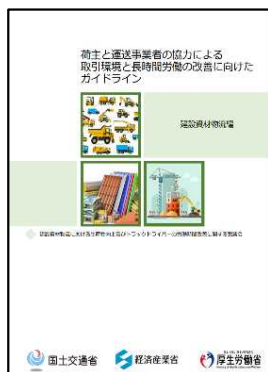 荷主と運送事業者の協力による
取引環境と長時間労働の改善に向けた
ガイドライン
建設資材物流編
国土交通省
経済産業省
厚生労働省